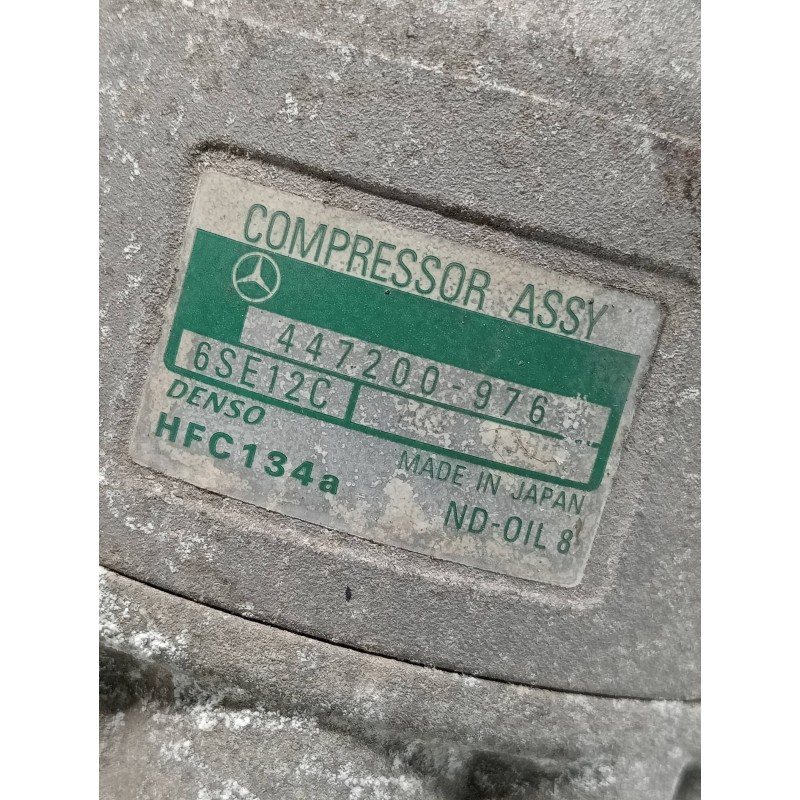 COMPRESSOR ASSY
447200-976
6SE12C
DENSO MADE IN JAPAN
HFC134a ND-OIL 8